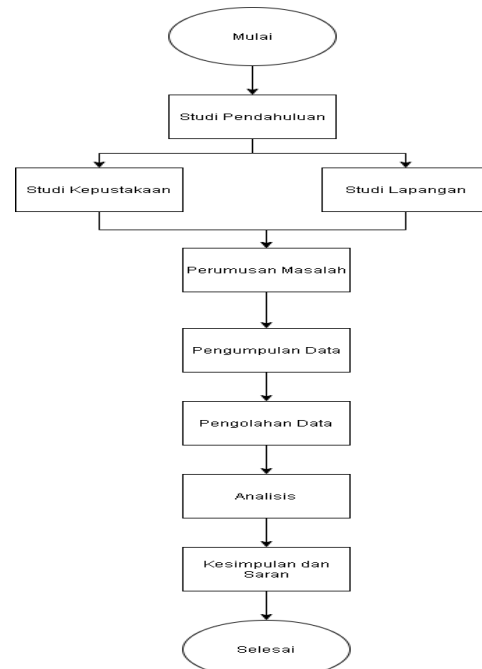 Mulai
Studi Pendahuluan
Studi Kepustakaan
Studi Lapangan
Perumusan Masalah
Pengumpulan Data
Pengolahan Data
Analisis
Kesimpulan dan
Saran
Selesai